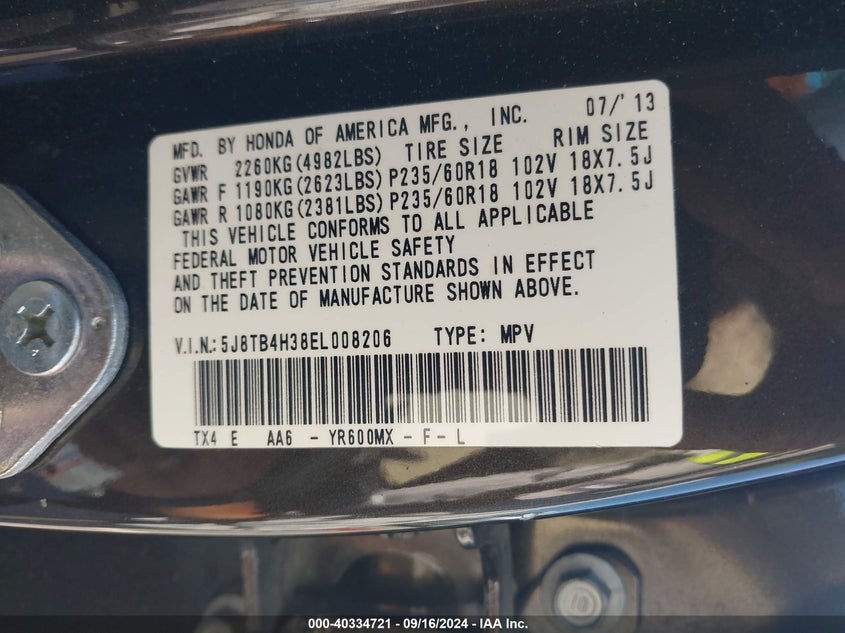 MFD. BY HONDA OF AMERICA MFG., INC. 07/'13
GVWR 2260KG(4982LBS) TIRE SIZE RIM SIZE
GAWR F 1190KG(2623LBS) P235/60R18 102V 18X7.5J
GAWR R 1080KG(2381LBS) P235/60R18 102V 18X7.5J
THIS VEHICLE CONFORMS TO ALL APPLICABLE
FEDERAL MOTOR VEHICLE SAFETY
AND THEFT PREVENTION STANDARDS IN EFFECT
ON THE DATE OF MANUFACTURE SHOWN ABOVE.
V.I.N.: 5J8TB4H38EL008206 TYPE: MPV
TX4 E AA6 - YR600MX - F - L
000-40334721 - 09/16/2024 - IAA Inc.